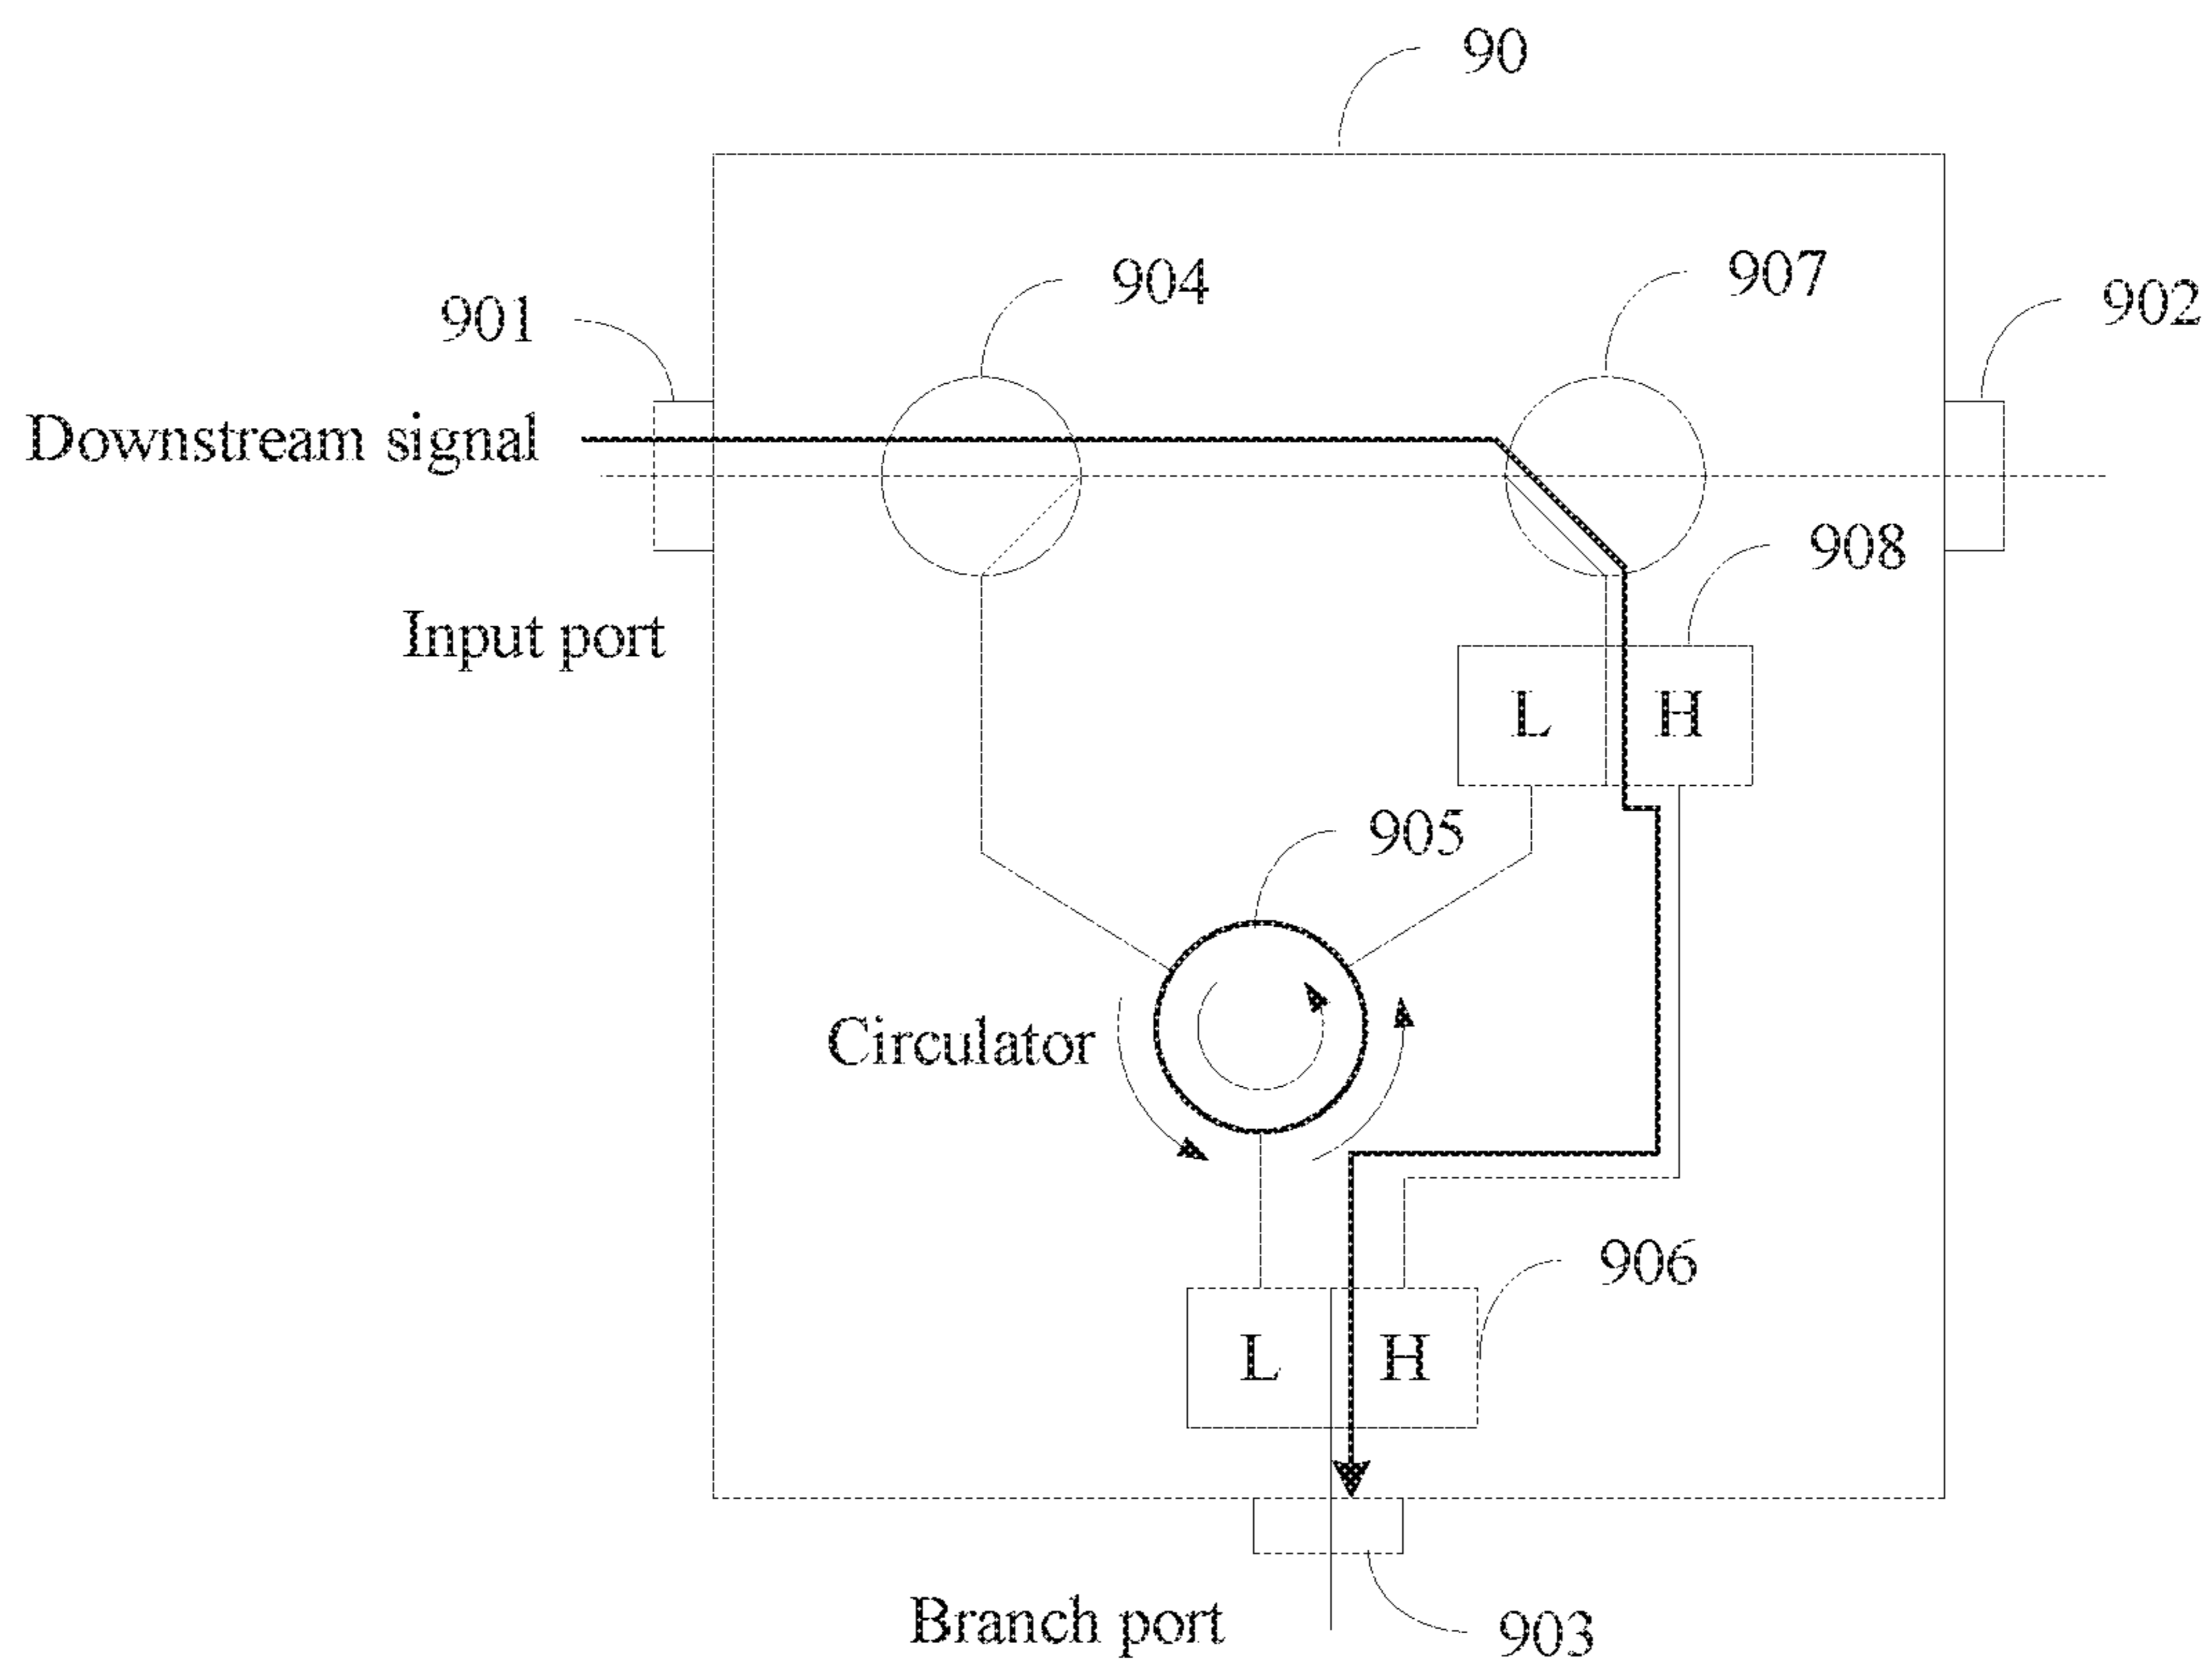 90
904
907
901
902
Downstream signal
908
Input port
L
H
905
Circulator
906
L
H
Branch port
903